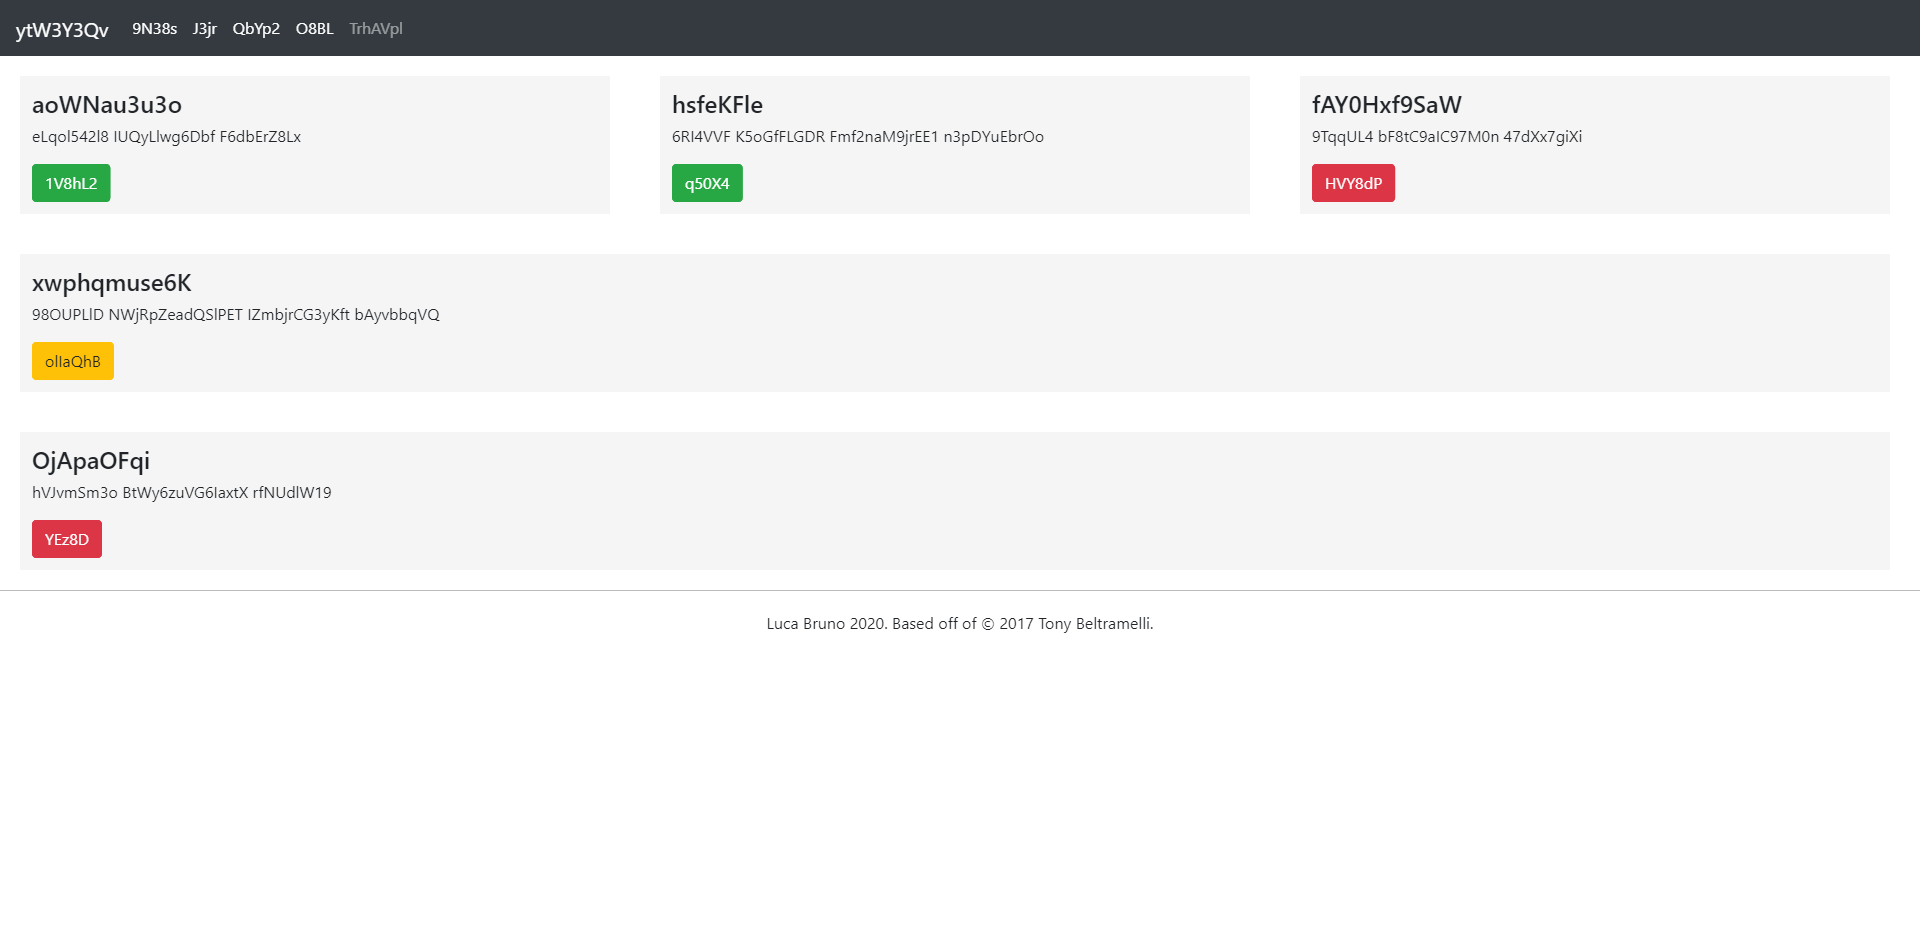 ytW3Y3Qv 9N38s J3jr QbYp2 O8BL TrhAVpl
aoWNau3u3o
eLqol542l8 IUQyLlwg6Dbf F6dbErZ8Lx
1V8hL2
hsfeKFle
6RI4VVF K5oGfFLGDR Fmf2naM9jrEE1 n3pDYuEbrOo
q50X4
fAY0Hxf9SaW
9TqqUL4 bF8tC9aIC97M0n 47dXx7giXi
HVY8dP
xwphqmuse6K
98OUPLlD NWjRpZeadQSlPET IZmbjrCG3yKft bAyvbbqVQ
olIaQhB
OjApaOFqi
hVJvmSm3o BtWy6zuVG6IaxtX rfNUdlW19
YEz8D
Luca Bruno 2020. Based off of © 2017 Tony Beltramelli.